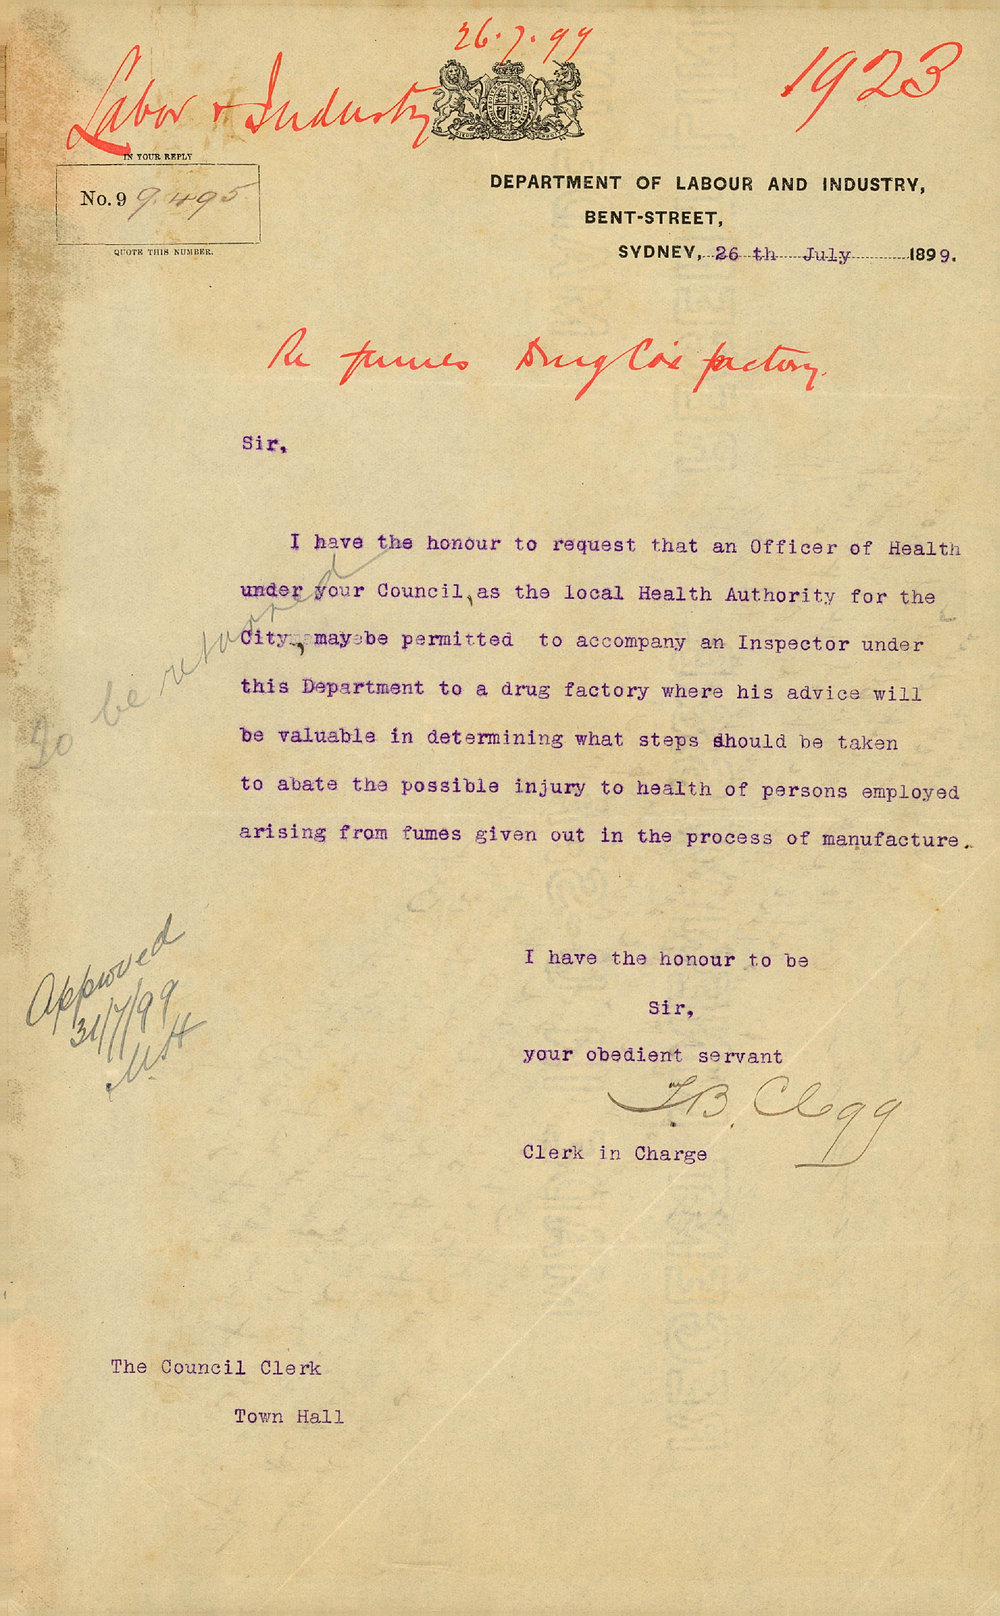 26.7.99
Labor & Industry
1923
IN YOUR REPLY
No. 9 9.495
QUOTE THIS NUMBER.
DEPARTMENT OF LABOUR AND INDUSTRY,
BENT-STREET,
SYDNEY, 26 th July 1899.
Re fumes Drug Co's factory.
Sir,
I have the honour to request that an Officer of Health
under your Council, as the local Health Authority for the
City, may be permitted to accompany an Inspector under
this Department to a drug factory where his advice will
be valuable in determining what steps should be taken
to abate the possible injury to health of persons employed
arising from fumes given out in the process of manufacture.
To be returned
Approved
31/7/99
I have the honour to be
Sir,
your obedient servant
J.B. Clegg
Clerk in Charge
The Council Clerk
Town Hall